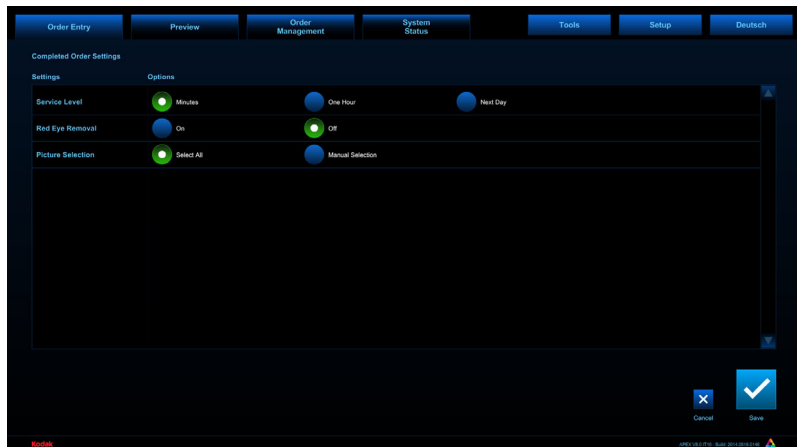 Order Entry
Preview
Order
Management
System
Status
Tools
Setup
Deutsch
Completed Order Settings
Settings
Options
Service Level
Minutes
One Hour
Next Day
Red Eye Removal
On
Off
Picture Selection
Select All
Manual Selection
Cancel
Save
Kodak